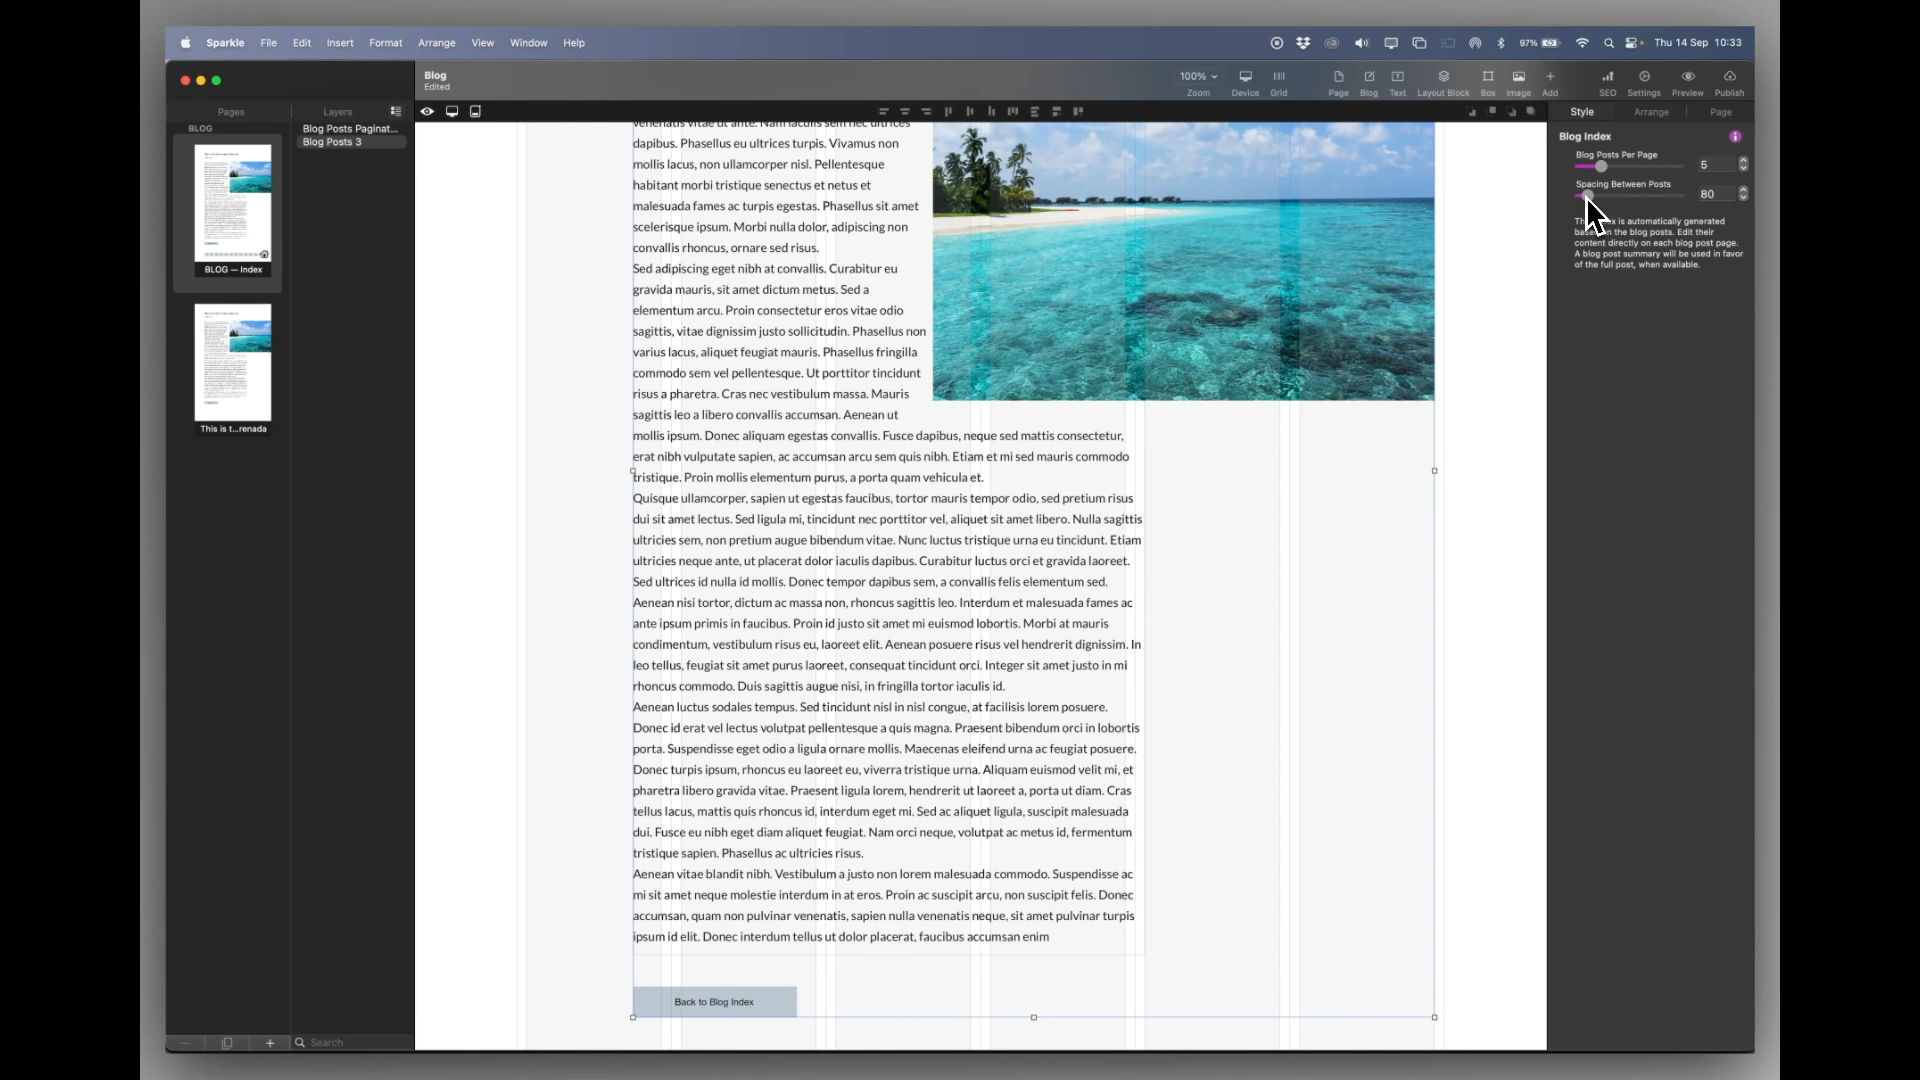 Sparkle File Edit Insert Format Arrange View Window Help
97% Thu 14 Sep 10:33
Blog
Edited
100%
Zoom Device Grid Page Blog Text Layout Block Box Image Add SEO Settings Preview Publish
Pages Layers
Style Arrange Page
BLOG
BLOG — Index
This is t...renada
Blog Posts Paginat...
Blog Posts 3
venenatis vitae ut ante. Nam iaculis sem nec ultrices
dapibus. Phasellus eu ultrices turpis. Vivamus non
mollis lacus, non ullamcorper nisl. Pellentesque
habitant morbi tristique senectus et netus et
malesuada fames ac turpis egestas. Phasellus sit amet
scelerisque ipsum. Morbi nulla dolor, adipiscing non
convallis rhoncus, ornare sed risus.
Sed adipiscing eget nibh at convallis. Curabitur eu
gravida mauris, sit amet dictum metus. Sed a
elementum arcu. Proin consectetur eros vitae odio
sagittis, vitae dignissim justo sollicitudin. Phasellus non
varius lacus, aliquet feugiat mauris. Phasellus fringilla
commodo sem vel pellentesque. Ut porttitor tincidunt
risus a pharetra. Cras nec vestibulum massa. Mauris
sagittis leo a libero convallis accumsan. Aenean ut
mollis ipsum. Donec aliquam egestas convallis. Fusce dapibus, neque sed mattis consectetur,
erat nibh vulputate sapien, ac accumsan arcu sem quis nibh. Etiam et mi sed mauris commodo
tristique. Proin mollis elementum purus, a porta quam vehicula et.
Quisque ullamcorper, sapien ut egestas faucibus, tortor mauris tempor odio, sed pretium risus
dui sit amet lectus. Sed ligula mi, tincidunt nec porttitor vel, aliquet sit amet libero. Nulla sagittis
ultricies sem, non pretium augue bibendum vitae. Nunc luctus tristique urna eu tincidunt. Etiam
ultricies neque ante, ut placerat dolor iaculis dapibus. Curabitur luctus orci et gravida laoreet.
Sed ultrices id nulla id mollis. Donec tempor dapibus sem, a convallis felis elementum sed.
Aenean nisi tortor, dictum ac massa non, rhoncus sagittis leo. Interdum et malesuada fames ac
ante ipsum primis in faucibus. Proin id justo sit amet mi euismod lobortis. Morbi at mauris
condimentum, vestibulum risus eu, laoreet elit. Aenean posuere risus vel hendrerit dignissim. In
leo tellus, feugiat sit amet purus laoreet, consequat tincidunt orci. Integer sit amet justo in mi
rhoncus commodo. Duis sagittis augue nisi, in fringilla tortor iaculis id.
Aenean luctus sodales tempus. Sed tincidunt nisl in nisl congue, at facilisis lorem posuere.
Donec id erat vel lectus volutpat pellentesque a quis magna. Praesent bibendum orci in lobortis
porta. Suspendisse eget odio a ligula ornare mollis. Maecenas eleifend urna ac feugiat posuere.
Donec turpis ipsum, rhoncus eu laoreet eu, viverra tristique urna. Aliquam euismod velit mi, et
pharetra libero gravida vitae. Praesent ligula lorem, hendrerit ut laoreet a, porta ut diam. Cras
tellus lacus, mattis quis rhoncus id, interdum eget mi. Sed ac aliquet ligula, suscipit malesuada
dui. Fusce eu nibh eget diam aliquet feugiat. Nam orci neque, volutpat ac metus id, fermentum
tristique sapien. Phasellus ac ultricies risus.
Aenean vitae blandit nibh. Vestibulum a justo non lorem malesuada commodo. Suspendisse ac
mi sit amet neque molestie interdum in at eros. Proin ac suscipit arcu, non suscipit felis. Donec
accumsan, quam non pulvinar venenatis, sapien nulla venenatis neque, sit amet pulvinar turpis
ipsum id elit. Donec interdum tellus ut dolor placerat, faucibus accumsan enim
Back to Blog Index
Search
Blog Index
Blog Posts Per Page
5
Spacing Between Posts
80
is automatically generated
the blog posts. Edit their
content directly on each blog post page.
A blog post summary will be used in favor
of the full post, when available.